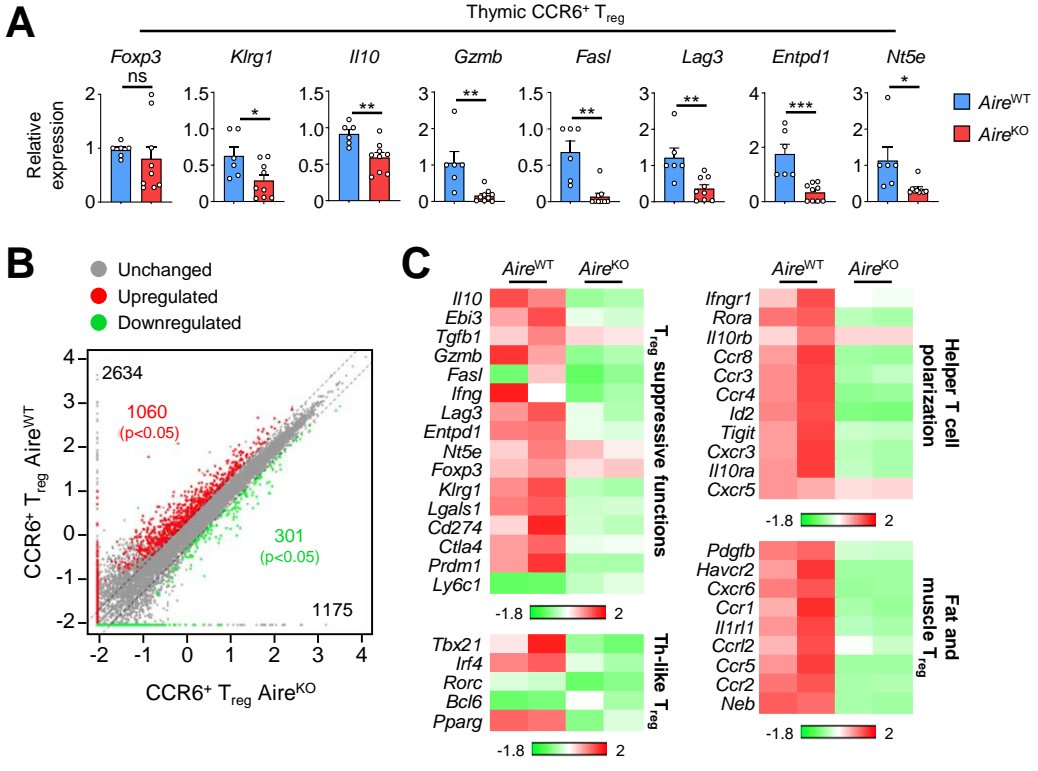 A
Thymic CCR6⁺ Treg
Foxp3
Klrg1
Il10
Gzmb
Fasl
Lag3
Entpd1
Nt5e
ns
*
**
**
**
**
***
*
Relative
expression
2
1
0
1.5
1.0
0.5
0
1.5
1.0
0.5
0
3
2
1
0
1.5
1.0
0.5
0
3
2
1
0
4
2
0
3
2
1
0
AireWT
AireKO
B
Unchanged
Upregulated
Downregulated
CCR6⁺ Treg AireWT
4
3
2
1
0
-1
-2
2634
1060
(p<0.05)
301
(p<0.05)
1175
-2 -1 0 1 2 3 4
CCR6⁺ Treg AireKO
C
AireWT AireKO
Il10
Ebi3
Tgfb1
Gzmb
Fasl
Ifng
Lag3
Entpd1
Nt5e
Foxp3
Klrg1
Lgals1
Cd274
Ctla4
Prdm1
Ly6c1
Treg suppressive functions
-1.8 2
Tbx21
Irf4
Rorc
Bcl6
Pparg
Th-like Treg
-1.8 2
AireWT AireKO
Ifngr1
Rora
Il10rb
Ccr8
Ccr3
Ccr4
Id2
Tigit
Cxcr3
Il10ra
Cxcr5
Helper T cell
polarization
-1.8 2
Pdgfb
Havcr2
Cxcr6
Ccr1
Il1rl1
Ccrl2
Ccr5
Ccr2
Neb
Fat and
muscle Treg
-1.8 2